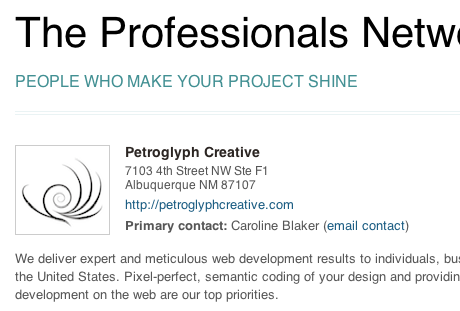 The Professionals
PEOPLE WHO MAKE YOUR PROJECT SHINE
Petroglyph Creative
7103 4th Street NW Ste F1
Albuquerque NM 87107
http://petroglyphcreative.com
Primary contact: Caroline Blaker (email contact)
We deliver expert and meticulous web development results to individuals,
the United States. Pixel-perfect, semantic coding of your design and
development on the web are our top priorities.